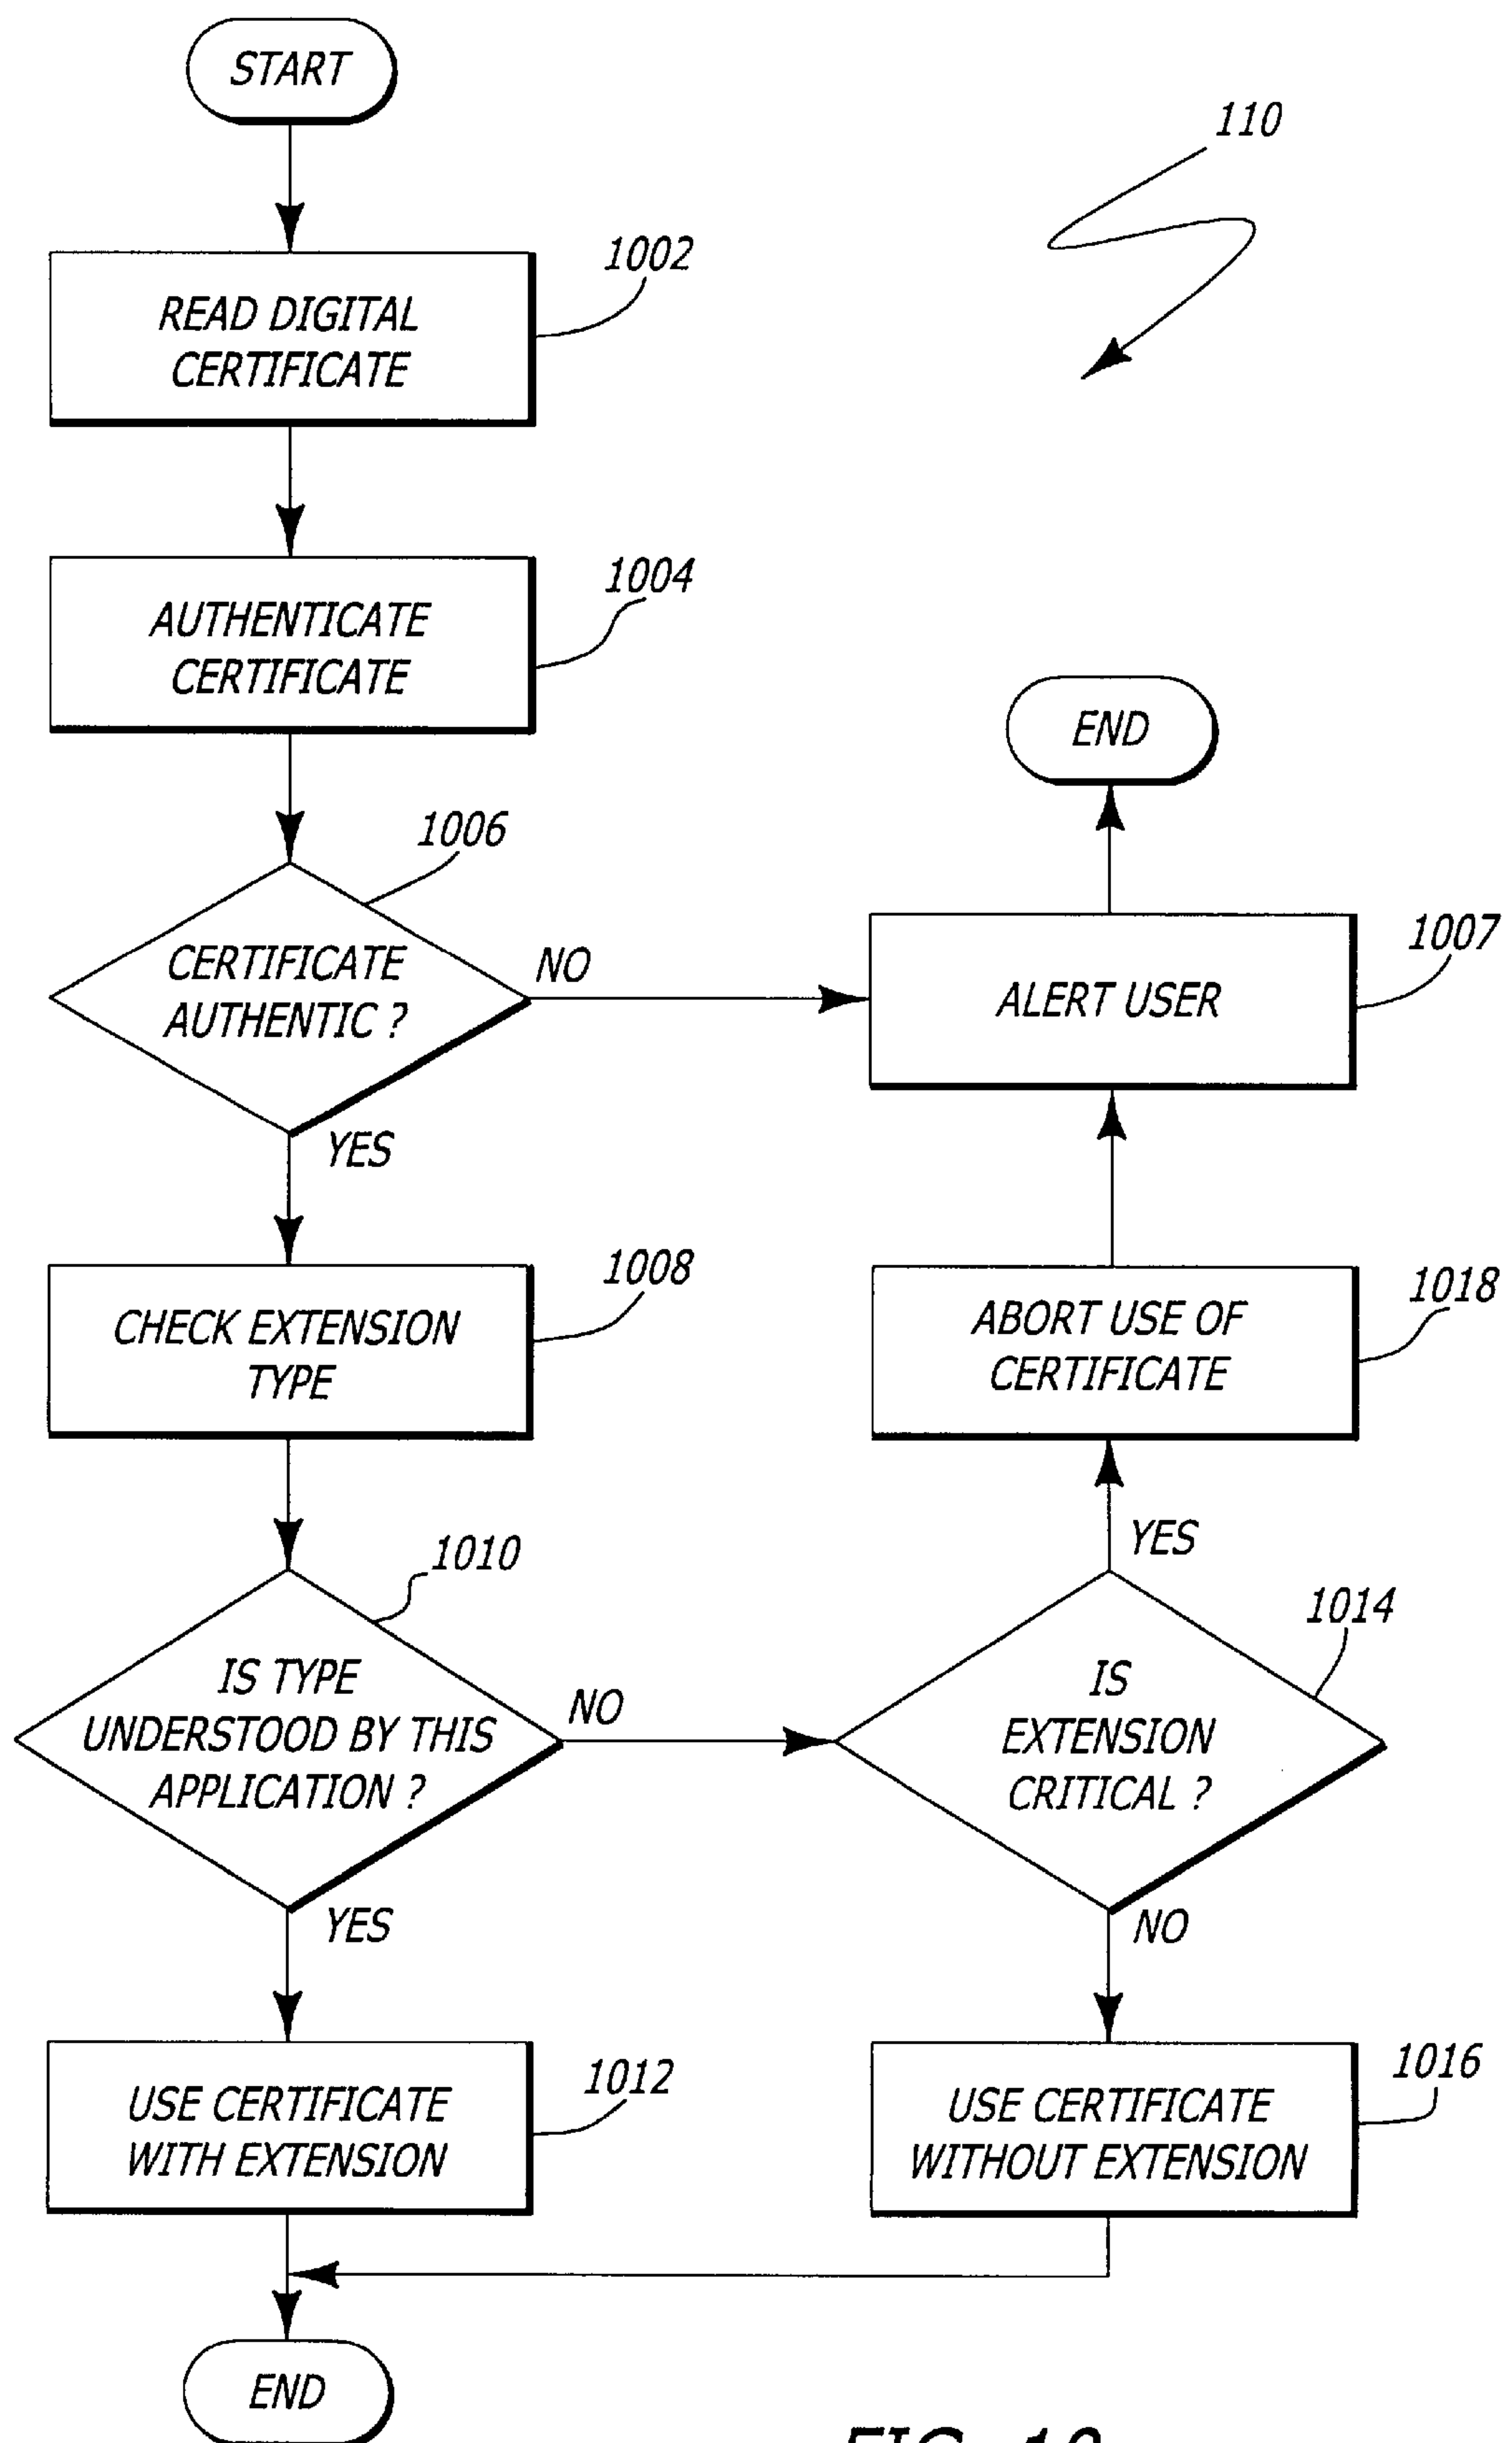 START
110
1002
READ DIGITAL
CERTIFICATE
1004
AUTHENTICATE
CERTIFICATE
END
1006
CERTIFICATE
AUTHENTIC ?
NO
1007
ALERT USER
YES
1008
CHECK EXTENSION
TYPE
1018
ABORT USE OF
CERTIFICATE
1010
YES
1014
IS TYPE
UNDERSTOOD BY THIS
APPLICATION ?
NO
IS
EXTENSION
CRITICAL ?
YES
NO
1012
USE CERTIFICATE
WITH EXTENSION
1016
USE CERTIFICATE
WITHOUT EXTENSION
END